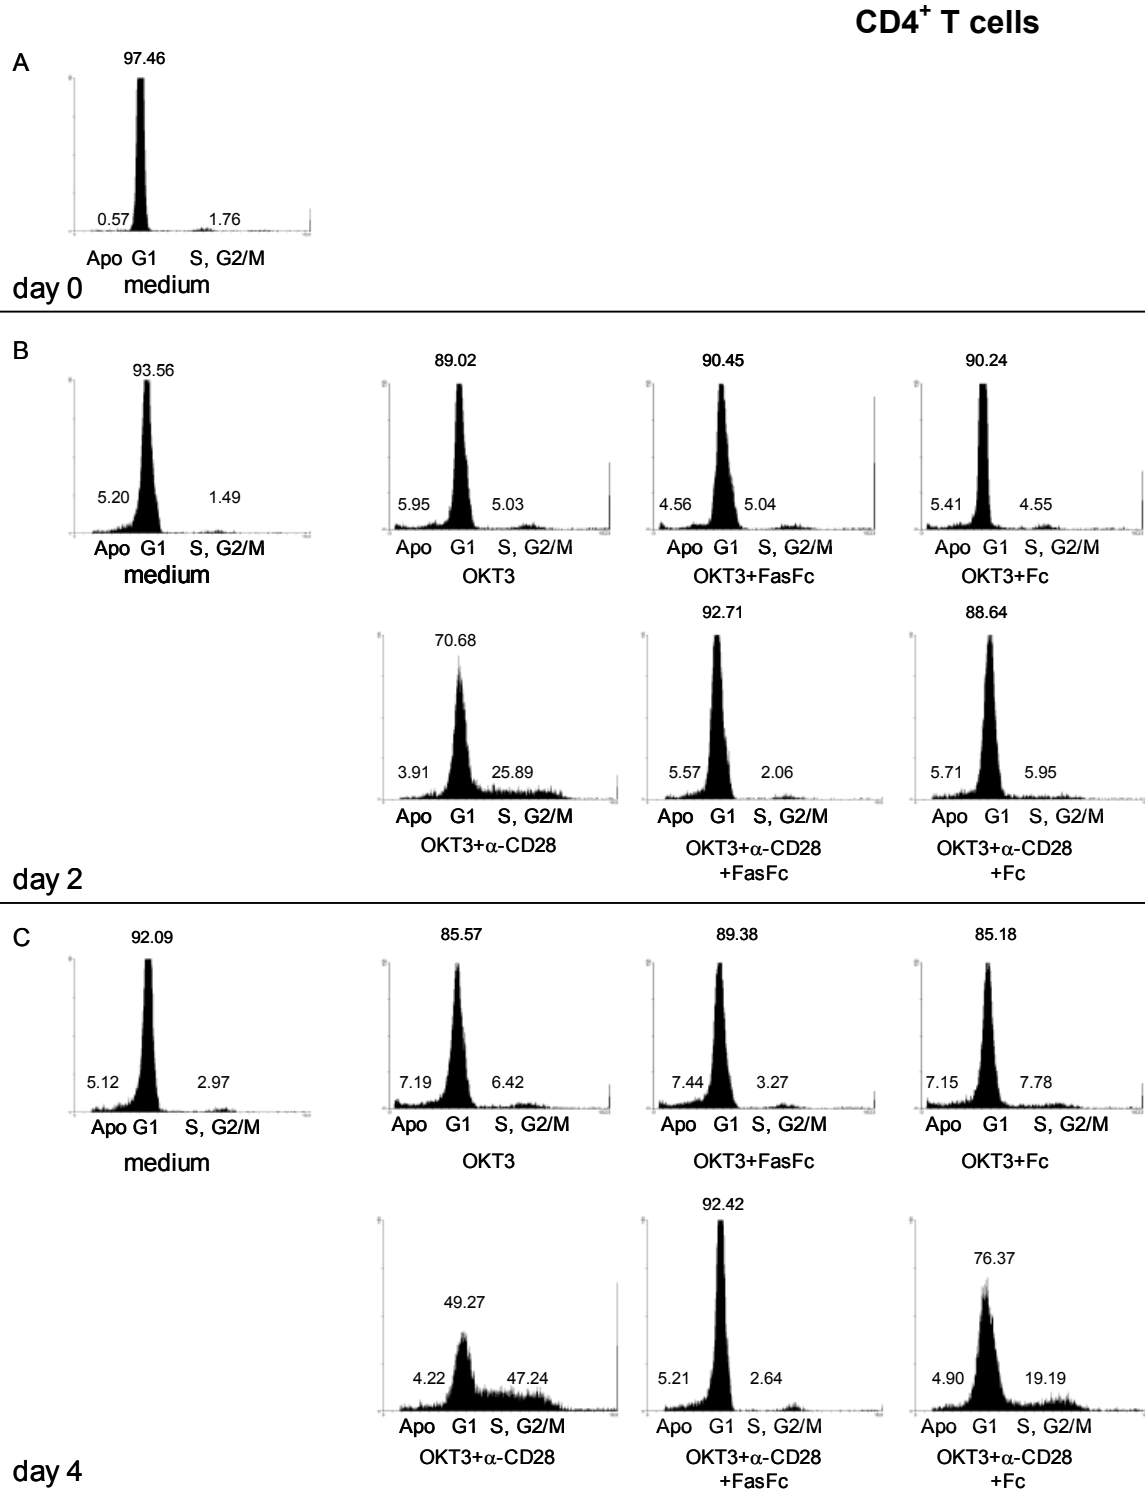 CD4+ T cells
A
97.46
0.57 1.76
Apo G1 S, G2/M
day 0 medium
B
93.56 89.02 90.45 90.24
5.20 1.49 5.95 5.03 4.56 5.04 5.41 4.55
Apo G1 S, G2/M Apo G1 S, G2/M Apo G1 S, G2/M Apo G1 S, G2/M
medium OKT3 OKT3+FasFc OKT3+Fc
70.68 92.71 88.64
3.91 25.89 5.57 2.06 5.71 5.95
Apo G1 S, G2/M Apo G1 S, G2/M Apo G1 S, G2/M
OKT3+α-CD28 OKT3+α-CD28 OKT3+α-CD28
+FasFc +Fc
day 2
C
92.09 85.57 89.38 85.18
5.12 2.97 7.19 6.42 7.44 3.27 7.15 7.78
Apo G1 S, G2/M Apo G1 S, G2/M Apo G1 S, G2/M Apo G1 S, G2/M
medium OKT3 OKT3+FasFc OKT3+Fc
49.27 92.42 76.37
4.22 47.24 5.21 2.64 4.90 19.19
Apo G1 S, G2/M Apo G1 S, G2/M Apo G1 S, G2/M
OKT3+α-CD28 OKT3+α-CD28 OKT3+α-CD28
+FasFc +Fc
day 4